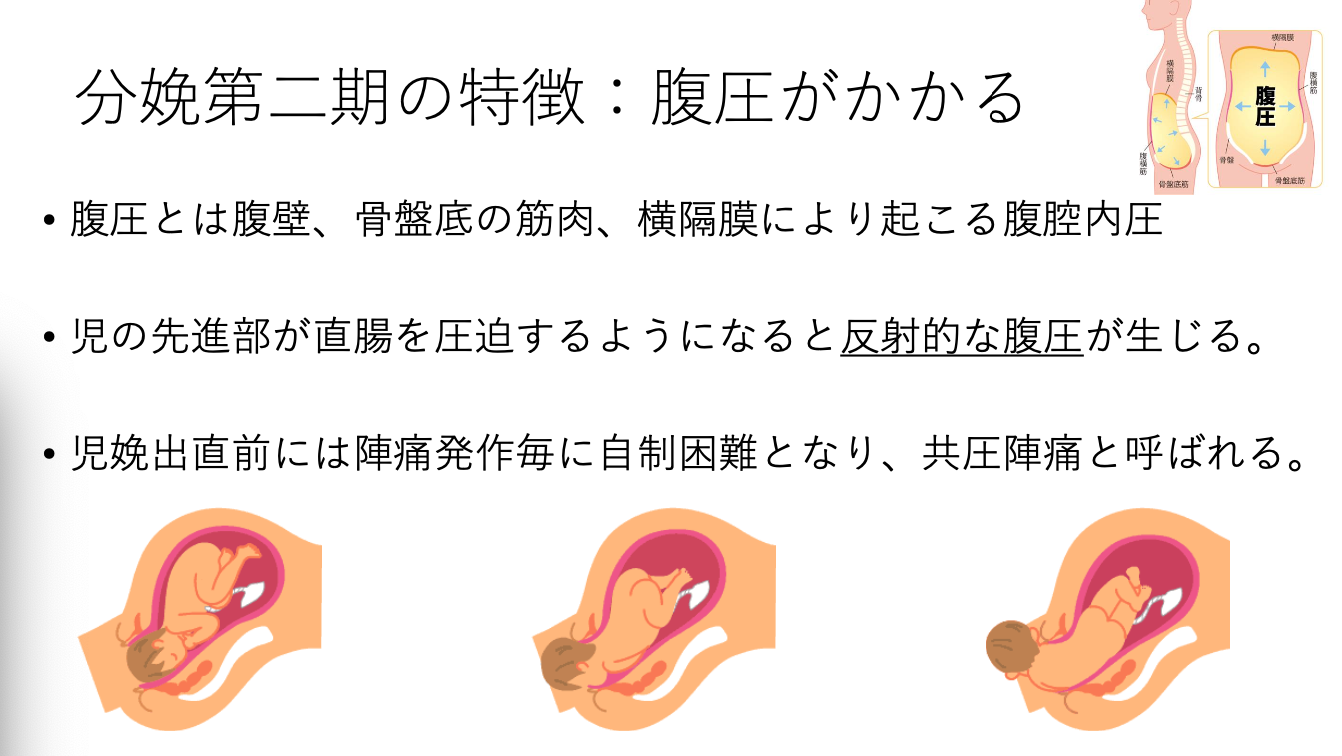 分娩第二期の特徴：腹圧がかかる
横隔膜
背骨
腹横筋
骨盤底筋
横隔膜
腹横筋
腹圧
骨盤
骨盤底筋
• 腹圧とは腹壁、骨盤底の筋肉、横隔膜により起こる腹腔内圧
• 児の先進部が直腸を圧迫するようになると反射的な腹圧が生じる。
• 児娩出直前には陣痛発作毎に自制困難となり、共圧陣痛と呼ばれる。